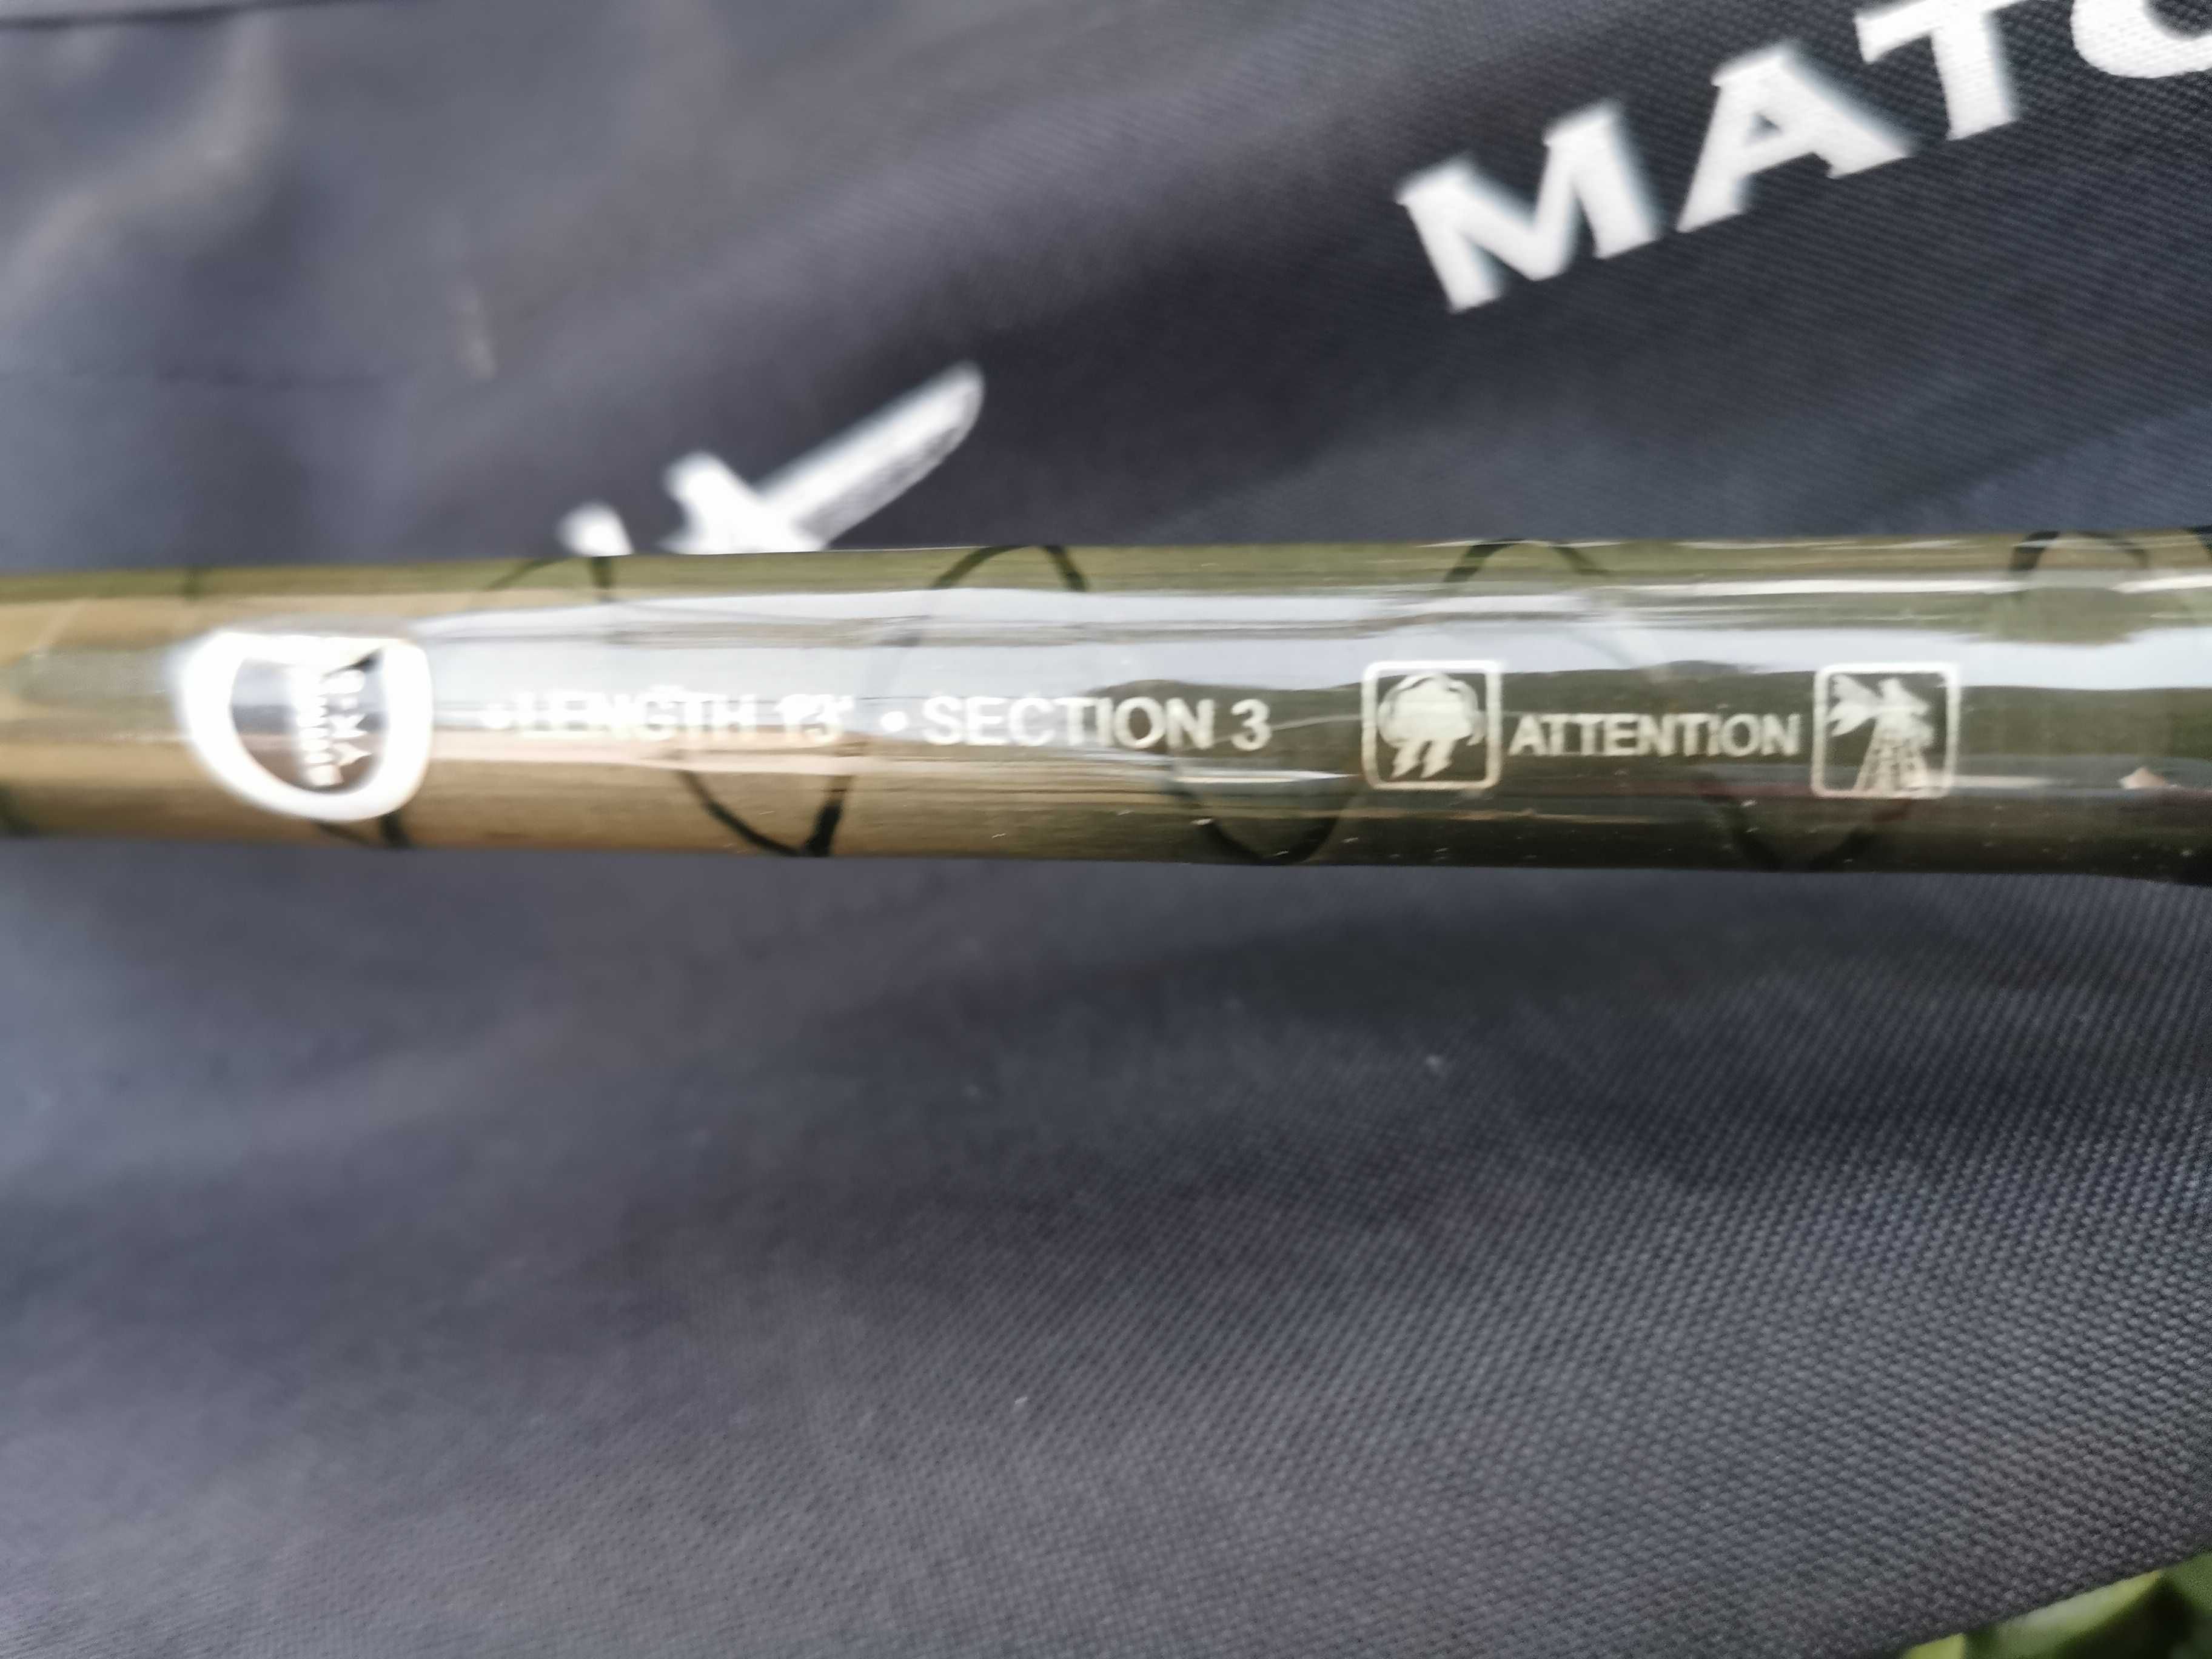 MATC
• LENGTH 13' • SECTION 3 ATTENTION